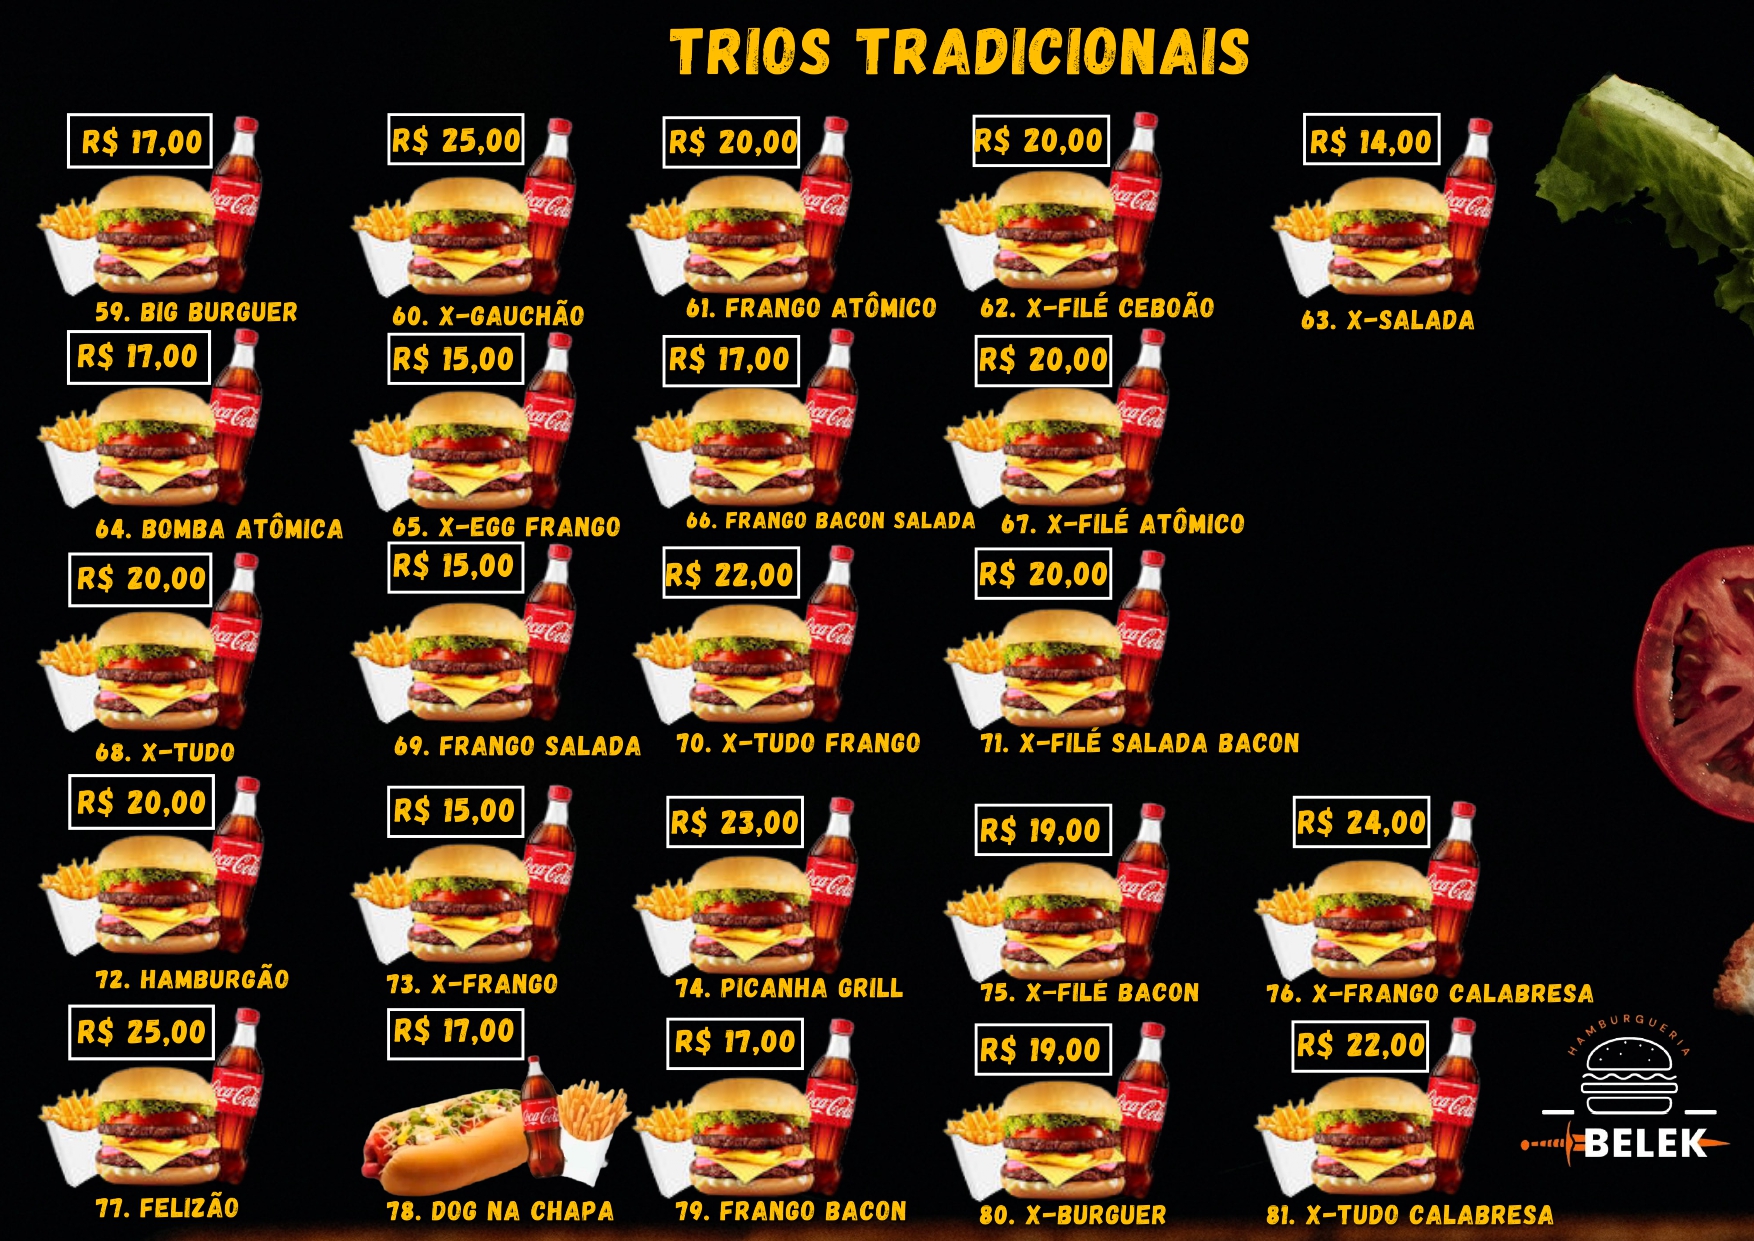 TRIOS TRADICIONAIS
R$ 17,00
59. BIG BURGUER
R$ 25,00
60. X-GAUCHÃO
R$ 20,00
61. FRANGO ATÔMICO
R$ 20,00
62. X-FILÉ CEBOÃO
R$ 14,00
63. X-SALADA
R$ 17,00
64. BOMBA ATÔMICA
R$ 15,00
65. X-EGG FRANGO
R$ 17,00
66. FRANGO BACON SALADA
R$ 20,00
67. X-FILÉ ATÔMICO
R$ 20,00
68. X-TUDO
R$ 15,00
69. FRANGO SALADA
R$ 22,00
70. X-TUDO FRANGO
R$ 20,00
71. X-FILÉ SALADA BACON
R$ 20,00
72. HAMBURGÃO
R$ 15,00
73. X-FRANGO
R$ 23,00
74. PICANHA GRILL
R$ 19,00
75. X-FILÉ BACON
R$ 24,00
76. X-FRANGO CALABRESA
R$ 25,00
77. FELIZÃO
R$ 17,00
78. DOG NA CHAPA
R$ 17,00
79. FRANGO BACON
R$ 19,00
80. X-BURGUER
R$ 22,00
81. X-TUDO CALABRESA
HAMBURGUERIA
BELEK